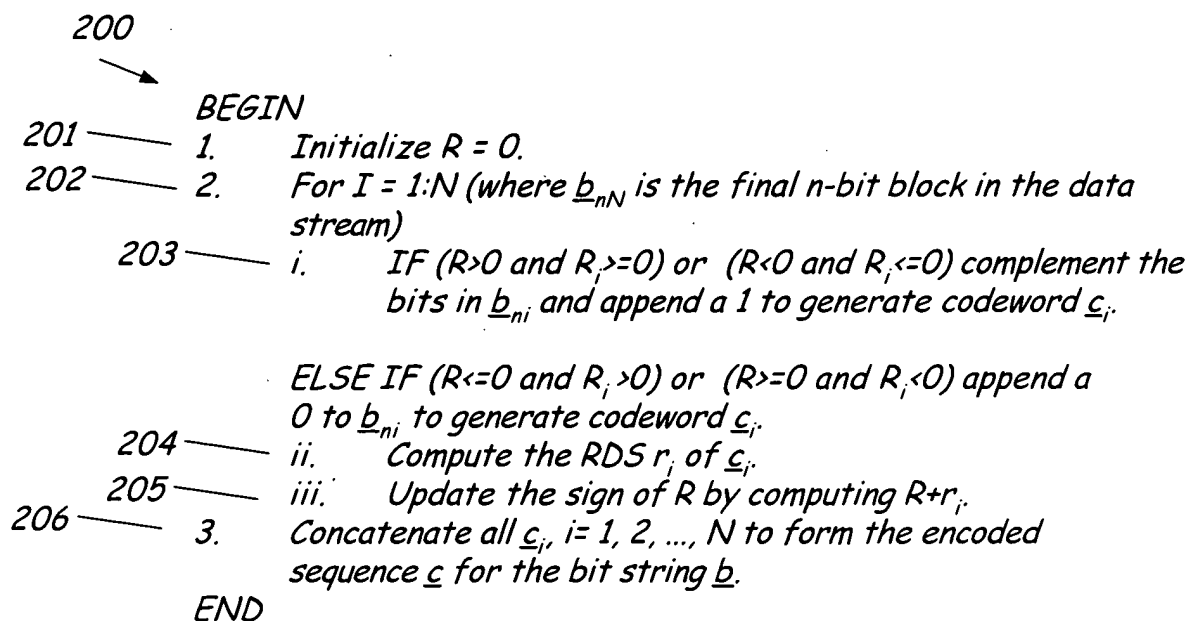 200
BEGIN
201 1. Initialize R = 0.
202 2. For I = 1:N (where b_nN is the final n-bit block in the data
stream)
203 i. IF (R>0 and R_i>=0) or (R<0 and R_i<=0) complement the
bits in b_ni and append a 1 to generate codeword c_i.
ELSE IF (R<=0 and R_i>0) or (R>=0 and R_i<0) append a
0 to b_ni to generate codeword c_i.
204 ii. Compute the RDS r_i of c_i.
205 iii. Update the sign of R by computing R+r_i.
206 3. Concatenate all c_i, i= 1, 2, ..., N to form the encoded
sequence c for the bit string b.
END